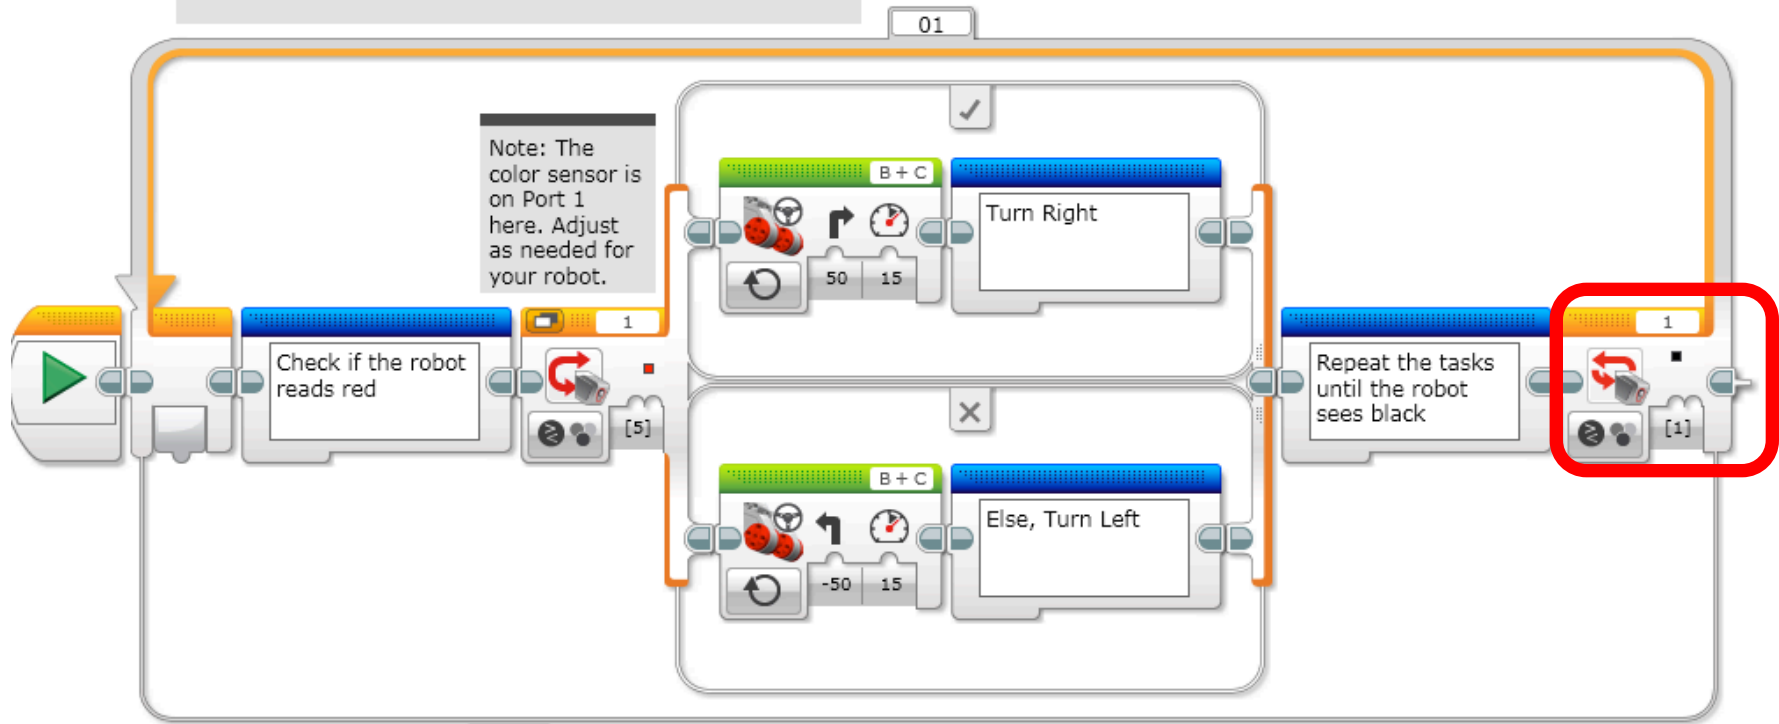 01
Note: The
color sensor is
on Port 1
here. Adjust
as needed for
your robot.
B + C
Turn Right
50 15
Check if the robot
reads red
1
[5]
B + C
Else, Turn Left
-50 15
Repeat the tasks
until the robot
sees black
1
[1]